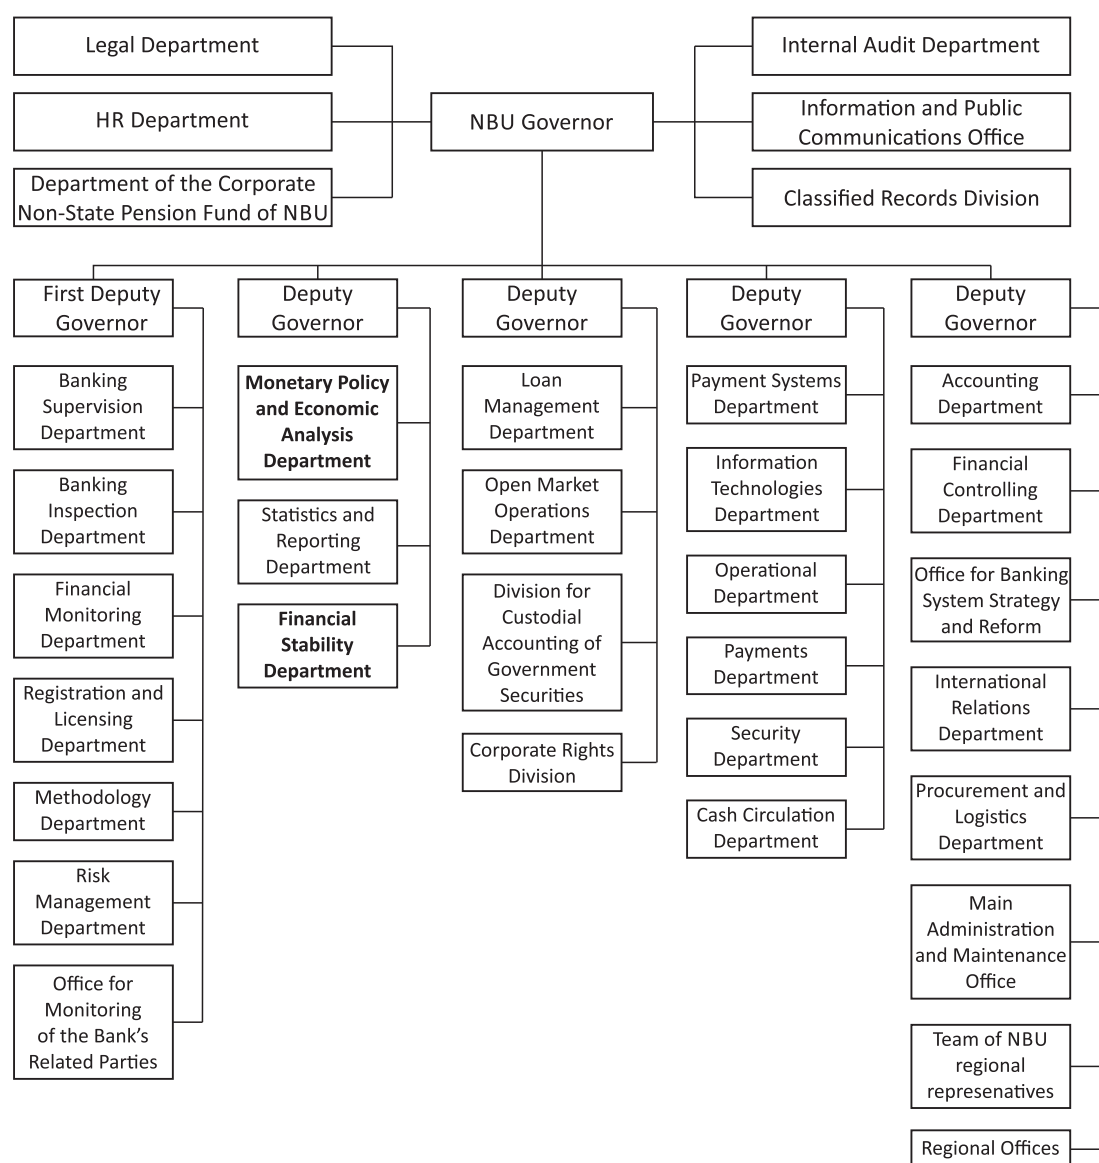 Legal Department
HR Department
Department of the Corporate
Non-State Pension Fund of NBU
NBU Governor
Internal Audit Department
Information and Public
Communications Office
Classified Records Division
First Deputy
Governor
Banking
Supervision
Department
Banking
Inspection
Department
Financial
Monitoring
Department
Registration and
Licensing
Department
Methodology
Department
Risk
Management
Department
Office for
Monitoring
of the Bank's
Related Parties
Deputy
Governor
Monetary Policy
and Economic
Analysis
Department
Statistics and
Reporting
Department
Financial
Stability
Department
Deputy
Governor
Loan
Management
Department
Open Market
Operations
Department
Division for
Custodial
Accounting of
Government
Securities
Corporate Rights
Division
Deputy
Governor
Payment Systems
Department
Information
Technologies
Department
Operational
Department
Payments
Department
Security
Department
Cash Circulation
Department
Deputy
Governor
Accounting
Department
Financial
Controlling
Department
Office for Banking
System Strategy
and Reform
International
Relations
Department
Procurement and
Logistics
Department
Main
Administration
and Maintenance
Office
Team of NBU
regional
represenatives
Regional Offices